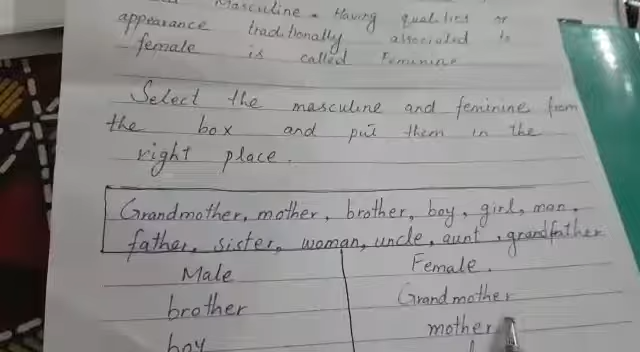 Masculine. Having qualities or
appearance traditionally associated to
female is called Feminine
Select the masculine and feminine from
the box and put them in the
right place.
Grandmother, mother, brother, boy, girl, man,
father, sister, woman, uncle, aunt, grandfather
Male Female.
brother Grandmother
boy mother